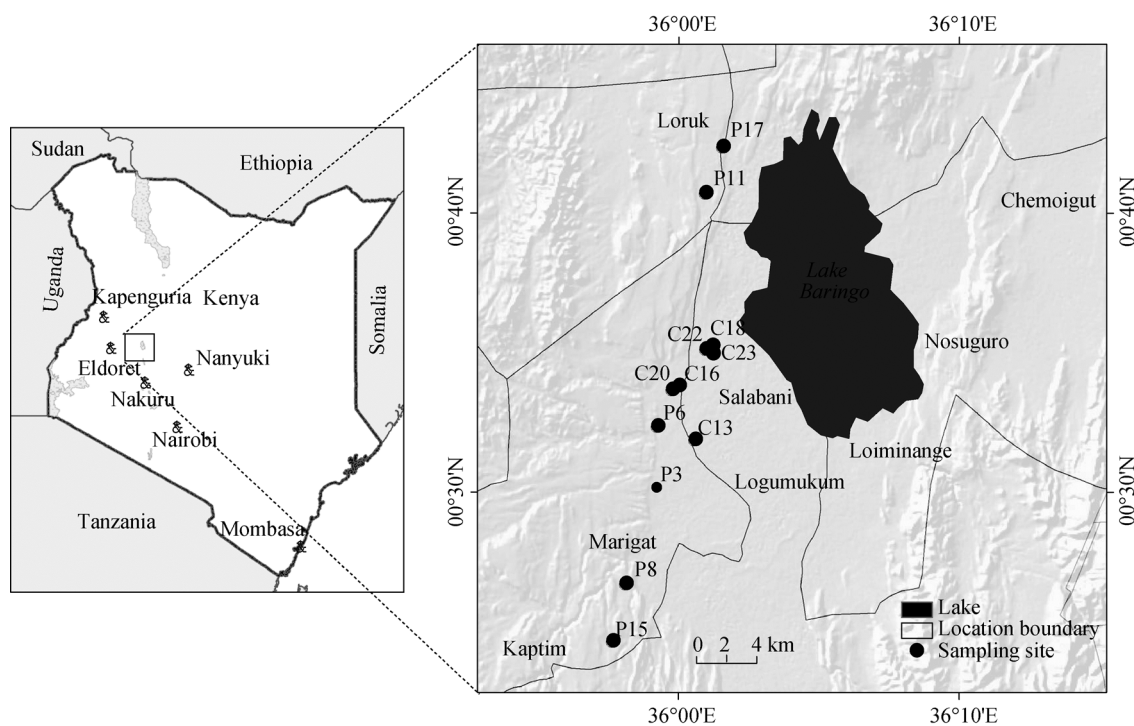 Sudan
Ethiopia
Uganda
Kapenguria
Kenya
Somalia
Eldoret
Nanyuki
Nakuru
Nairobi
Tanzania
Mombasa
36°00'E
36°10'E
Loruk
P17
P11
Chemoigut
00°40'N
00°40'N
Lake
Baringo
C18
C22
C23
Nosuguro
C20
C16
Salabani
P6
C13
Loiminange
P3
Logumukum
00°30'N
00°30'N
Marigat
P8
P15
Kaptim
0 2 4 km
Lake
Location boundary
Sampling site
36°00'E
36°10'E